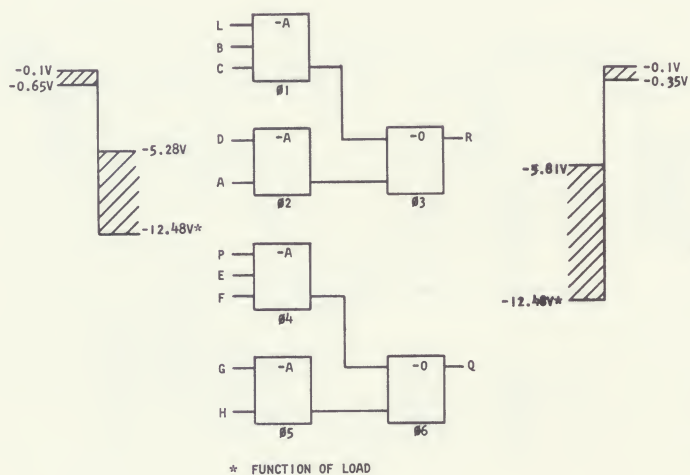 L
-A
B
C
Ø1
-0.1V
-0.65V
-5.28V
-12.48V*
D
-A
A
Ø2
-O
R
Ø3
-0.1V
-0.35V
-5.81V
-12.48V*
P
-A
E
F
Ø4
G
-A
H
Ø5
-O
Q
Ø6
* FUNCTION OF LOAD